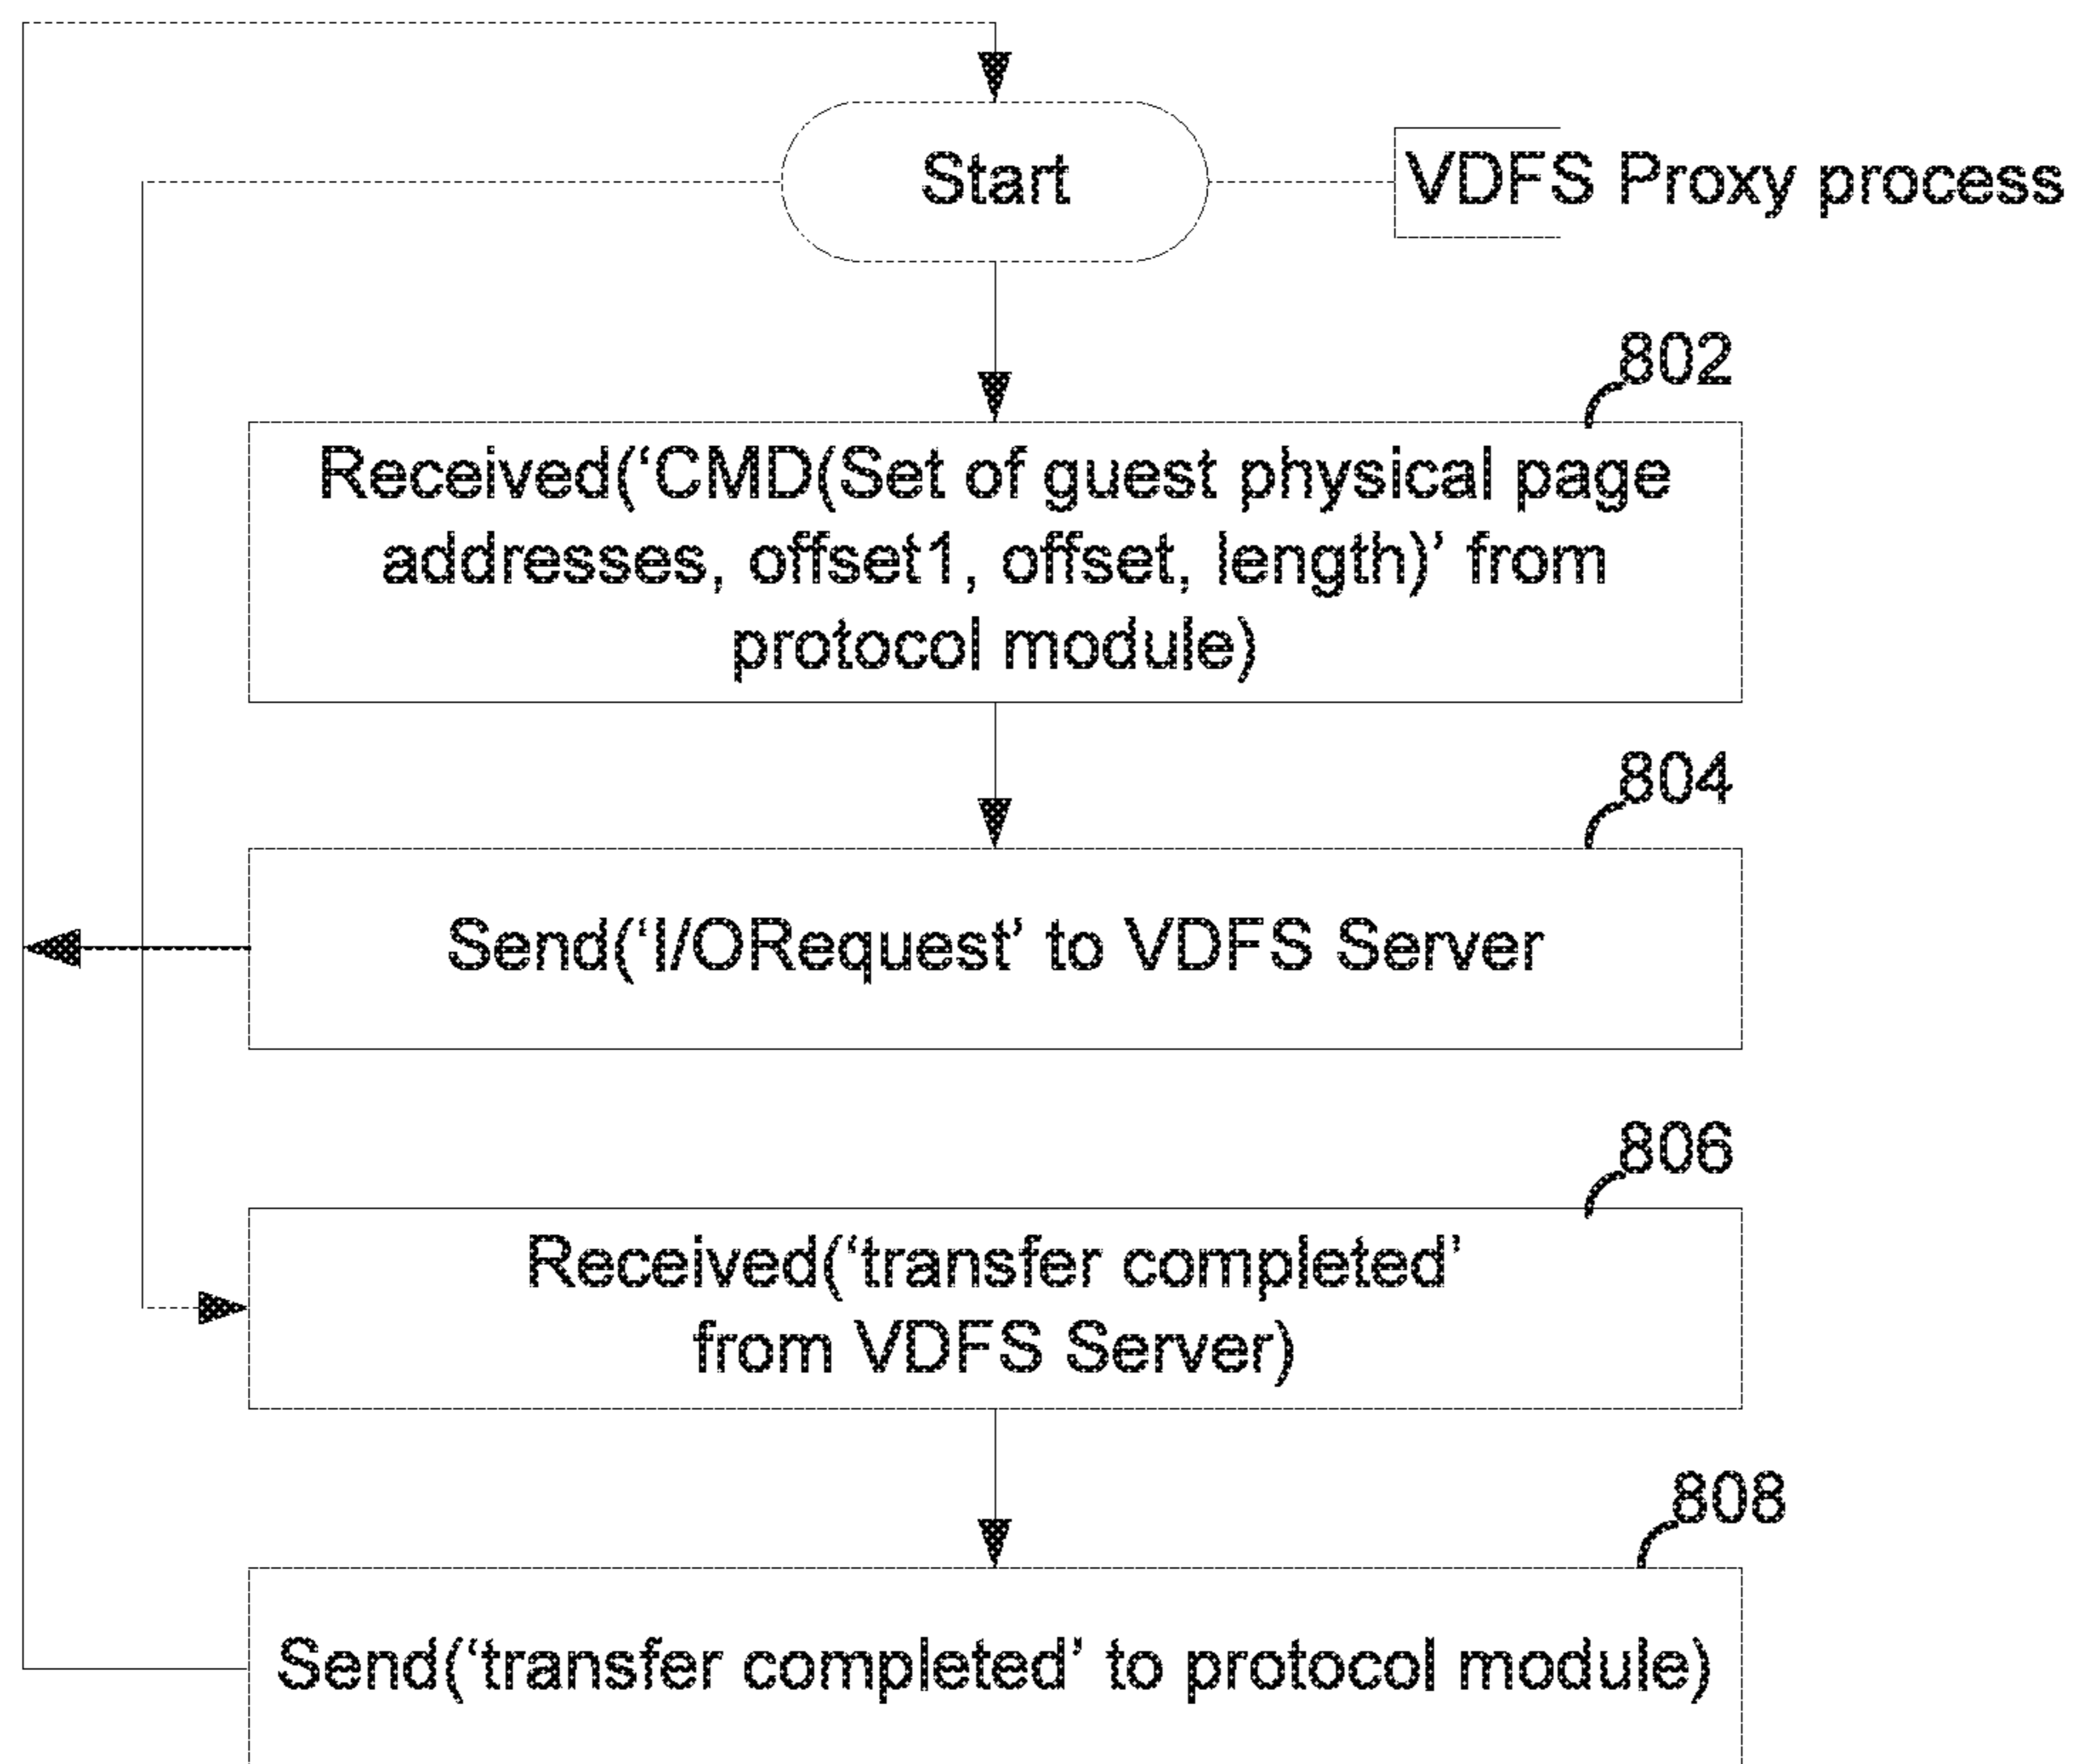 Start
VDFS Proxy process
802
Received(‘CMD(Set of guest physical page
addresses, offset1, offset, length)’ from
protocol module)
804
Send(‘I/ORequest’ to VDFS Server
806
Received(‘transfer completed’
from VDFS Server)
808
Send(‘transfer completed’ to protocol module)